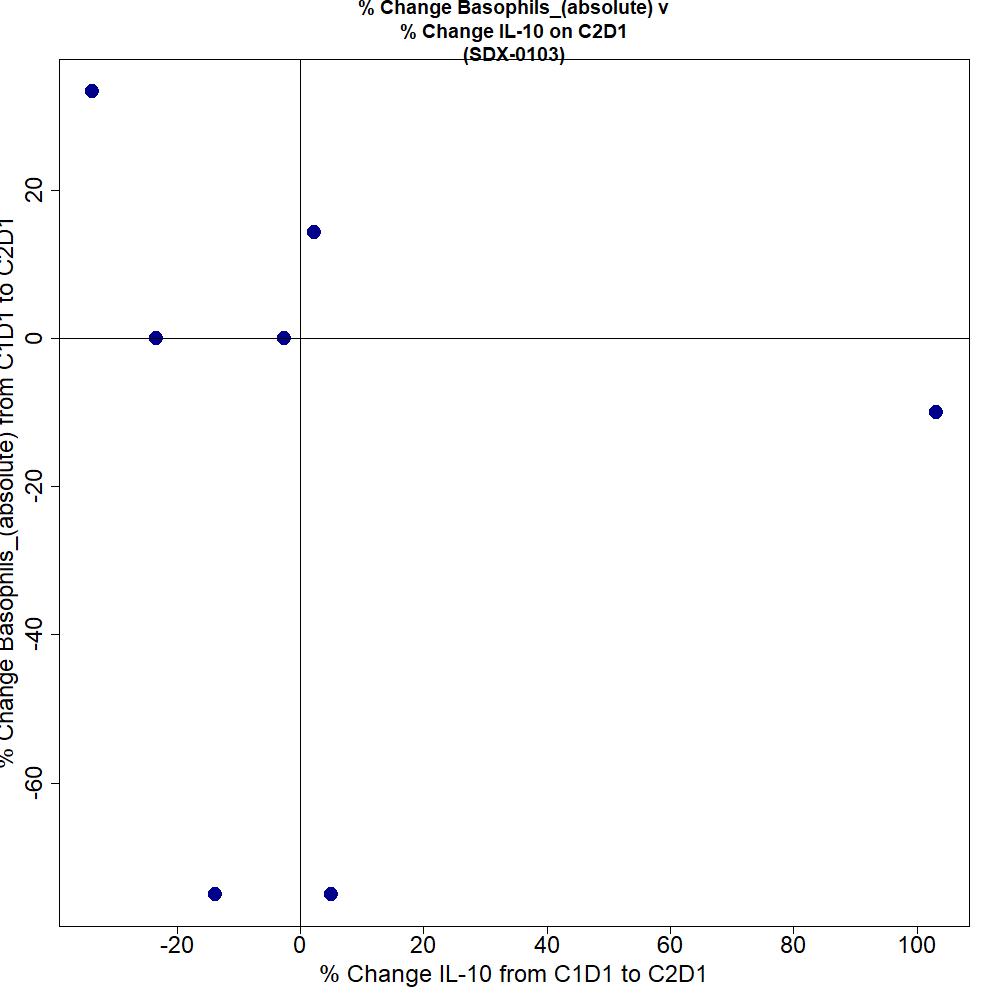 % Change Basophils_(absolute) v
% Change IL-10 on C2D1
(SDX-0103)
% Change Basophils_(absolute) from C1D1 to C2D1
20
0
-20
-40
-60
-20
0
20
40
60
80
100
% Change IL-10 from C1D1 to C2D1